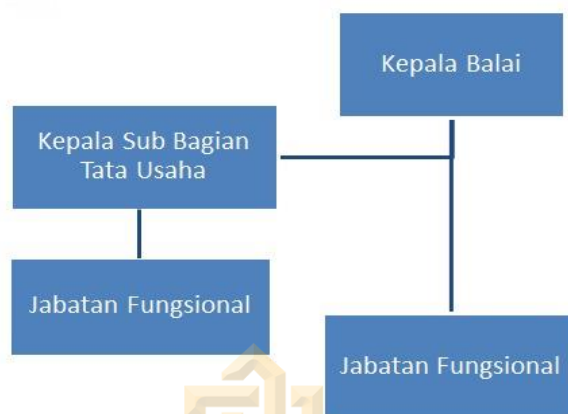 Kepala Balai
Kepala Sub Bagian
Tata Usaha
Jabatan Fungsional
Jabatan Fungsional